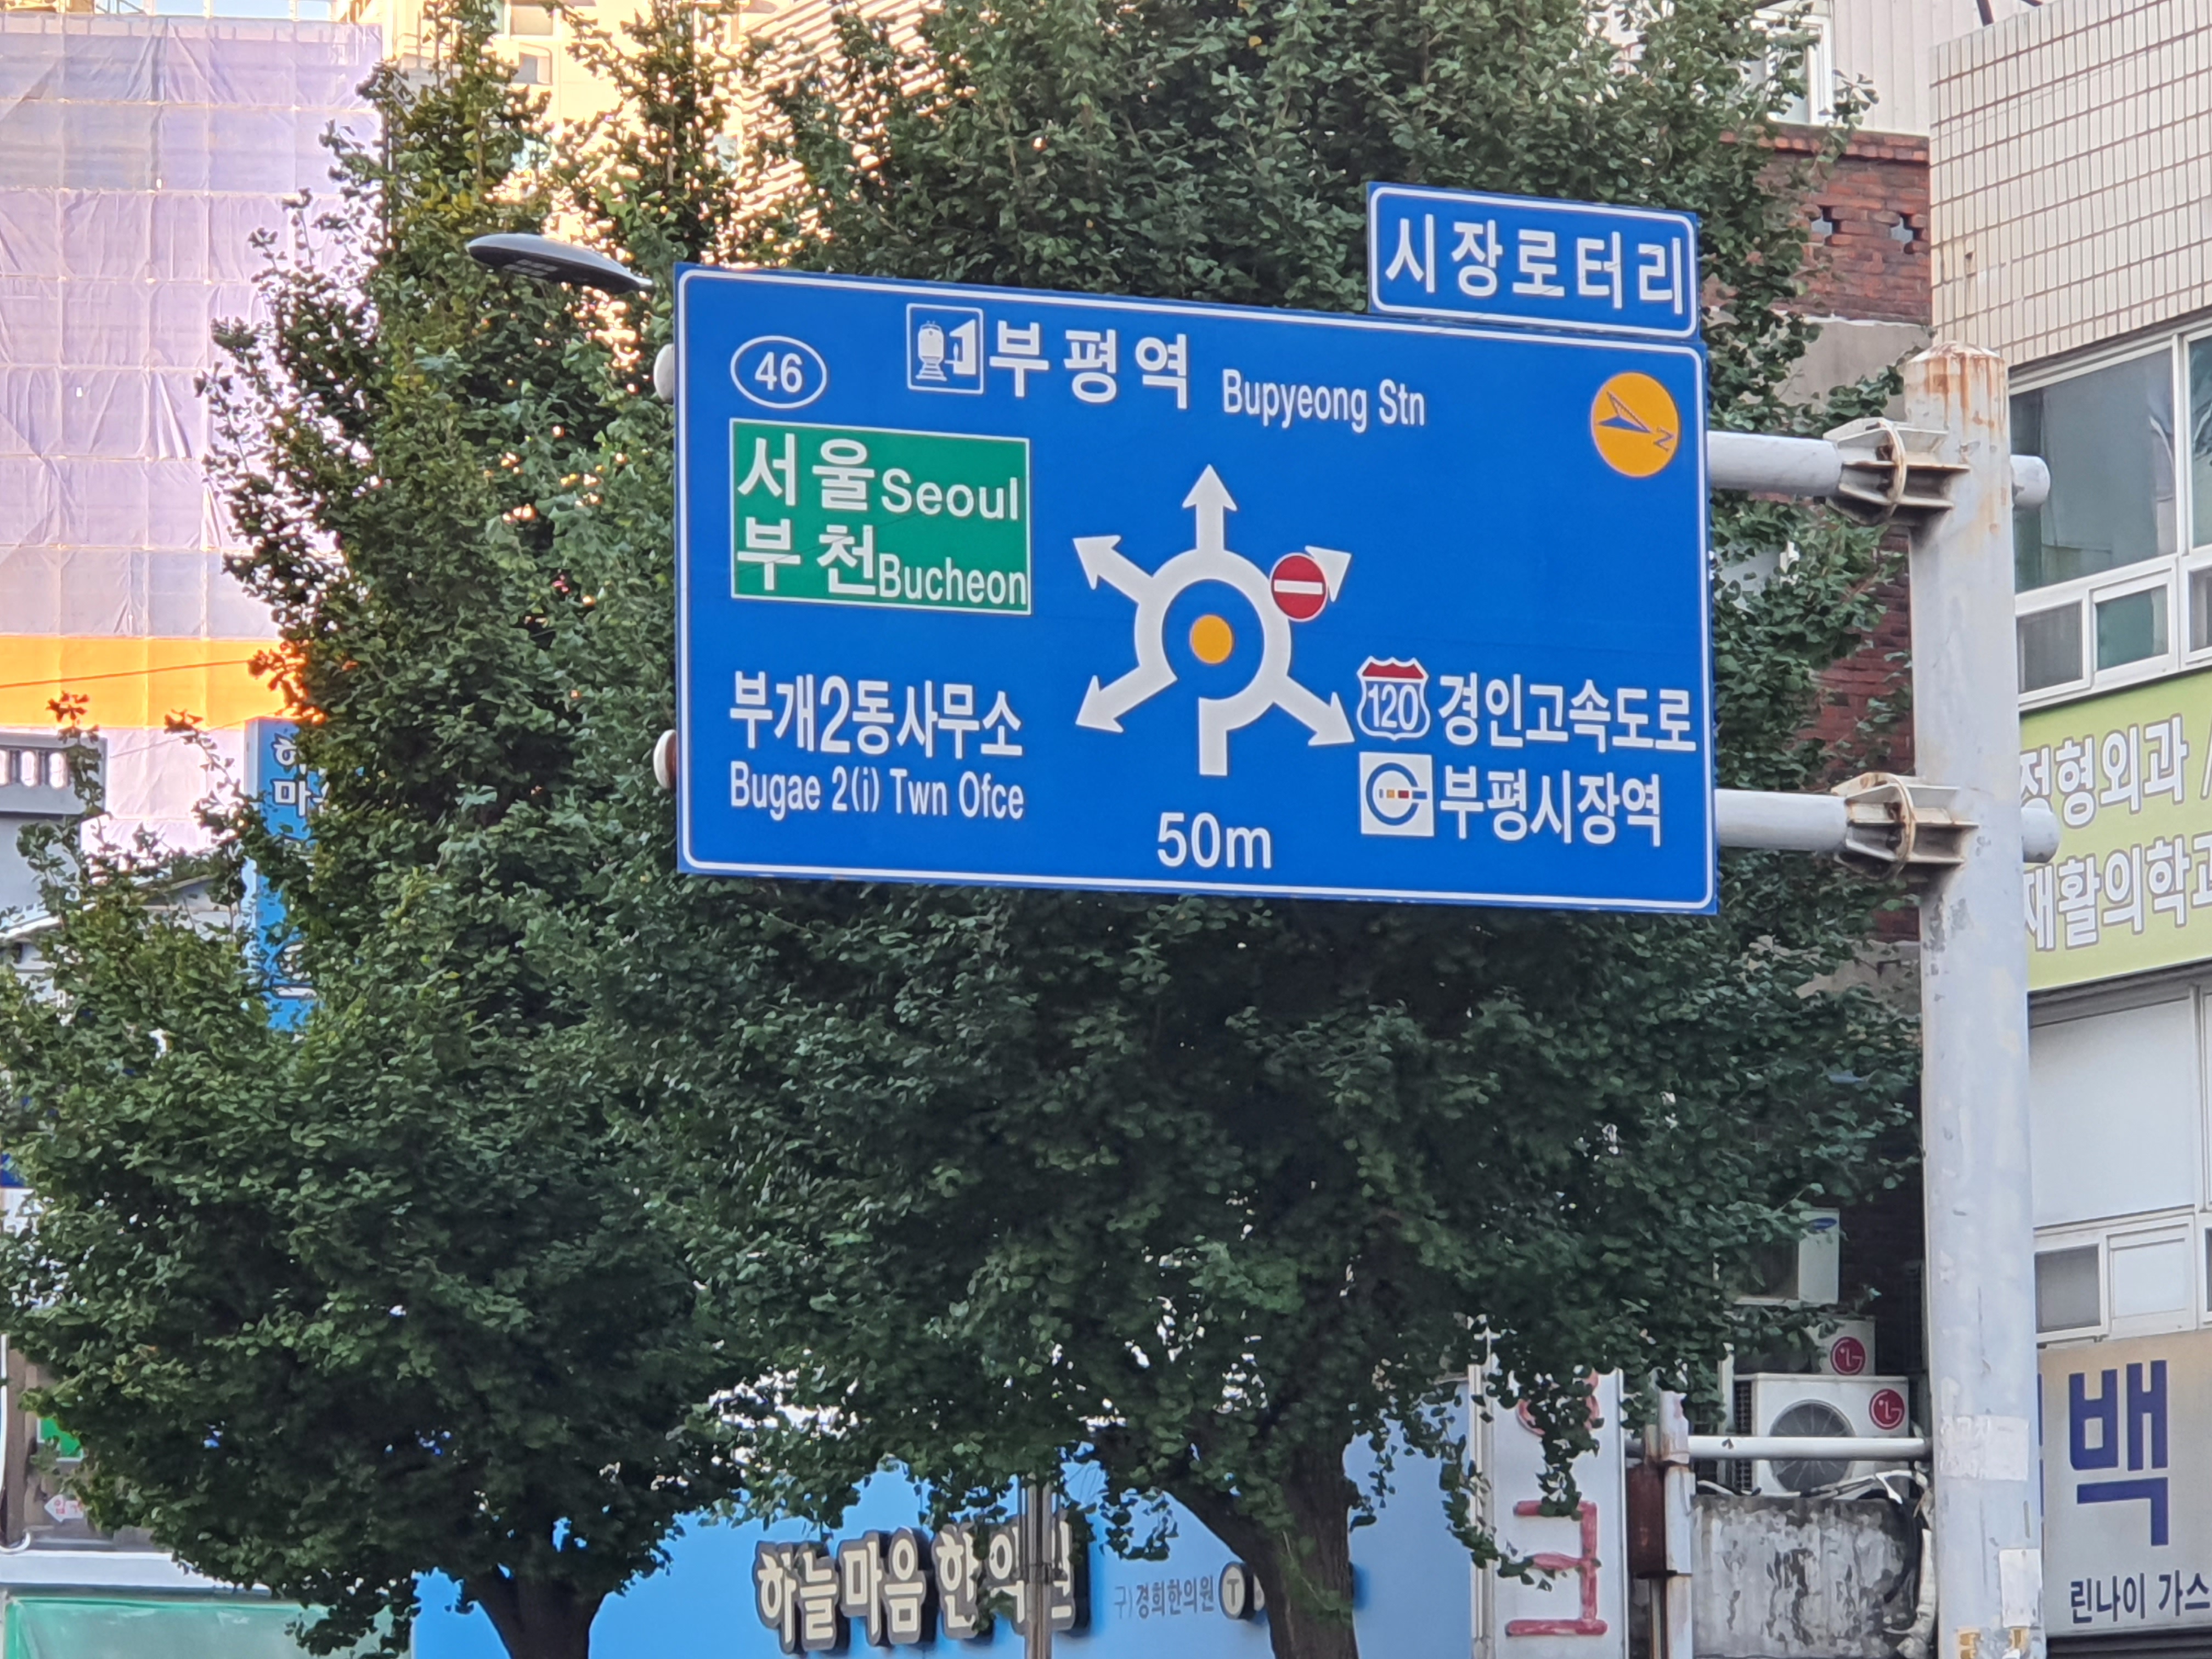 시장로터리
46
1 부평역 Bupyeong Stn
N
서울 Seoul
부천 Bucheon
부개2동사무소
Bugae 2(i) Twn Ofce
120 경인고속도로
부평시장역
50m
정형외과
재활의학과
하늘마음 한의원
구)경희한의원
LG
LG
백
린나이 가스